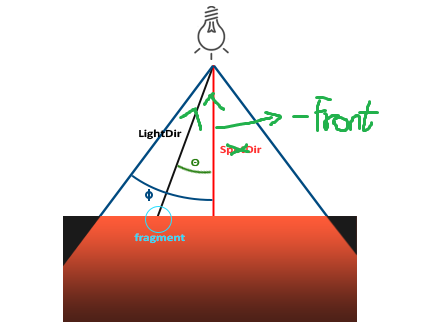 -Front
LightDir
SpotDir
Θ
ϕ
fragment